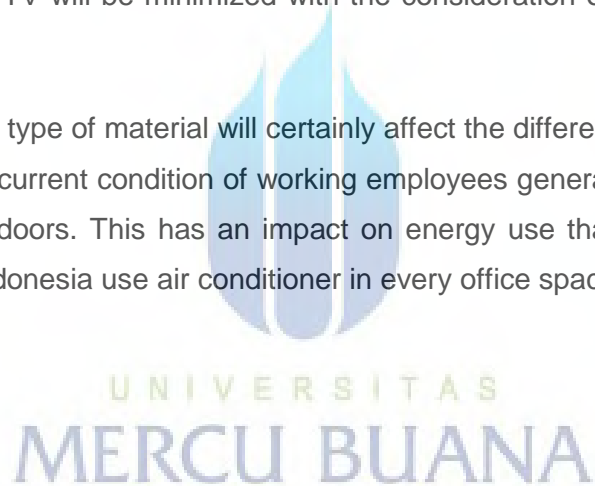 TV will be minimized with the consideration
type of material will certainly affect the differe
current condition of working employees genera
doors. This has an impact on energy use tha
donesia use air conditioner in every office spac
UNIVERSITAS
MERCU BUANA